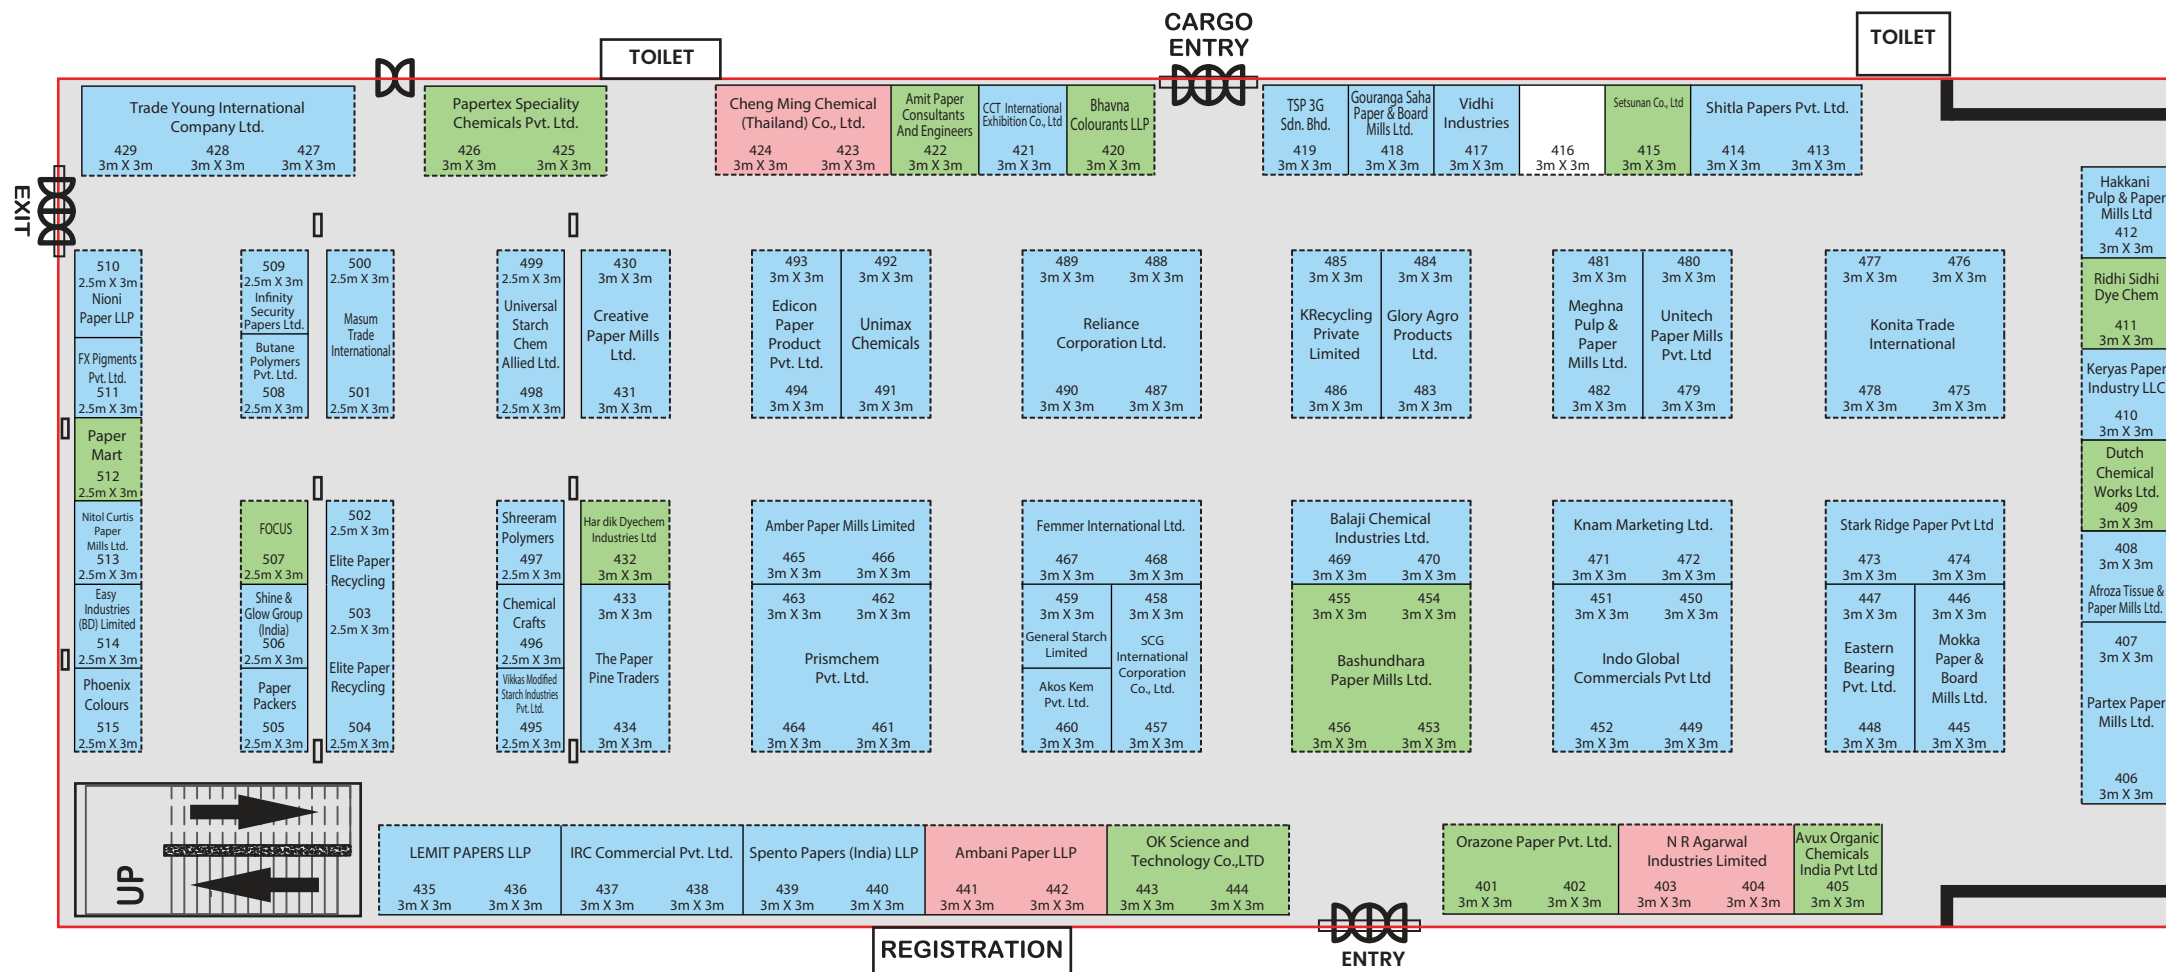 TOILET
CARGO
ENTRY
TOILET
Trade Young International
Company Ltd.
429 428 427
3m X 3m 3m X 3m 3m X 3m
Papertex Speciality
Chemicals Pvt. Ltd.
426 425
3m X 3m 3m X 3m
Cheng Ming Chemical
(Thailand) Co., Ltd.
424 423
3m X 3m 3m X 3m
Amit Paper
Consultants
And Engineers
422
3m X 3m
CCT International
Exhibition Co., Ltd
421
3m X 3m
Bhavna
Colourants LLP
420
3m X 3m
TSP 3G
Sdn. Bhd.
419
3m X 3m
Gouranga Saha
Paper & Board
Mills Ltd.
418
3m X 3m
Vidhi
Industries
417
3m X 3m
416
3m X 3m
Setsunan Co., Ltd
415
3m X 3m
Shitla Papers Pvt. Ltd.
414 413
3m X 3m 3m X 3m
EXIT
510
2.5m X 3m
Nioni
Paper LLP
FX Pigments
Pvt. Ltd.
511
2.5m X 3m
Paper
Mart
512
2.5m X 3m
Nitol Curtis
Paper
Mills Ltd.
513
2.5m X 3m
Easy
Industries
(BD) Limited
514
2.5m X 3m
Phoenix
Colours
515
2.5m X 3m
509
2.5m X 3m
Infinity
Security
Papers Ltd.
Butane
Polymers
Pvt. Ltd.
508
2.5m X 3m
500
2.5m X 3m
Masum
Trade
International
501
2.5m X 3m
499
2.5m X 3m
Universal
Starch
Chem
Allied Ltd.
498
2.5m X 3m
430
3m X 3m
Creative
Paper Mills
Ltd.
431
3m X 3m
493
3m X 3m
Edicon
Paper
Product
Pvt. Ltd.
494
3m X 3m
492
3m X 3m
Unimax
Chemicals
491
3m X 3m
489 488
3m X 3m 3m X 3m
Reliance
Corporation Ltd.
490 487
3m X 3m 3m X 3m
485
3m X 3m
KRecycling
Private
Limited
486
3m X 3m
484
3m X 3m
Glory Agro
Products
Ltd.
483
3m X 3m
481
3m X 3m
Meghna
Pulp &
Paper
Mills Ltd.
482
3m X 3m
480
3m X 3m
Unitech
Paper Mills
Pvt. Ltd
479
3m X 3m
477 476
3m X 3m 3m X 3m
Konita Trade
International
478 475
3m X 3m 3m X 3m
Hakkani
Pulp & Paper
Mills Ltd
412
3m X 3m
Ridhi Sidhi
Dye Chem
411
3m X 3m
Keryas Paper
Industry LLC
410
3m X 3m
Dutch
Chemical
Works Ltd.
409
3m X 3m
408
3m X 3m
Afroza Tissue &
Paper Mills Ltd.
407
3m X 3m
Partex Paper
Mills Ltd.
406
3m X 3m
FOCUS
507
2.5m X 3m
Shine &
Glow Group
(India)
506
2.5m X 3m
Paper
Packers
505
2.5m X 3m
502
2.5m X 3m
Elite Paper
Recycling
503
2.5m X 3m
Elite Paper
Recycling
504
2.5m X 3m
Shreeram
Polymers
497
2.5m X 3m
Chemical
Crafts
496
2.5m X 3m
Vikkas Modified
Starch Industries
Pvt. Ltd.
495
2.5m X 3m
Har dik Dyechem
Industries Ltd
432
3m X 3m
433
3m X 3m
The Paper
Pine Traders
434
3m X 3m
Amber Paper Mills Limited
465 466
3m X 3m 3m X 3m
463 462
3m X 3m 3m X 3m
Prismchem
Pvt. Ltd.
464 461
3m X 3m 3m X 3m
Femmer International Ltd.
467 468
3m X 3m 3m X 3m
459
3m X 3m
General Starch
Limited
Akos Kem
Pvt. Ltd.
460
3m X 3m
458
3m X 3m
SCG
International
Corporation
Co., Ltd.
457
3m X 3m
Balaji Chemical
Industries Ltd.
469 470
3m X 3m 3m X 3m
455 454
3m X 3m 3m X 3m
Bashundhara
Paper Mills Ltd.
456 453
3m X 3m 3m X 3m
Knam Marketing Ltd.
471 472
3m X 3m 3m X 3m
451 450
3m X 3m 3m X 3m
Indo Global
Commercials Pvt Ltd
452 449
3m X 3m 3m X 3m
Stark Ridge Paper Pvt Ltd
473 474
3m X 3m 3m X 3m
447
3m X 3m
Eastern
Bearing
Pvt. Ltd.
448
3m X 3m
446
3m X 3m
Mokka
Paper &
Board
Mills Ltd.
445
3m X 3m
UP
LEMIT PAPERS LLP
435 436
3m X 3m 3m X 3m
IRC Commercial Pvt. Ltd.
437 438
3m X 3m 3m X 3m
Spento Papers (India) LLP
439 440
3m X 3m 3m X 3m
Ambani Paper LLP
441 442
3m X 3m 3m X 3m
OK Science and
Technology Co.,LTD
443 444
3m X 3m 3m X 3m
Orazone Paper Pvt. Ltd.
401 402
3m X 3m 3m X 3m
N R Agarwal
Industries Limited
403 404
3m X 3m 3m X 3m
Avux Organic
Chemicals
India Pvt Ltd
405
3m X 3m
REGISTRATION
ENTRY